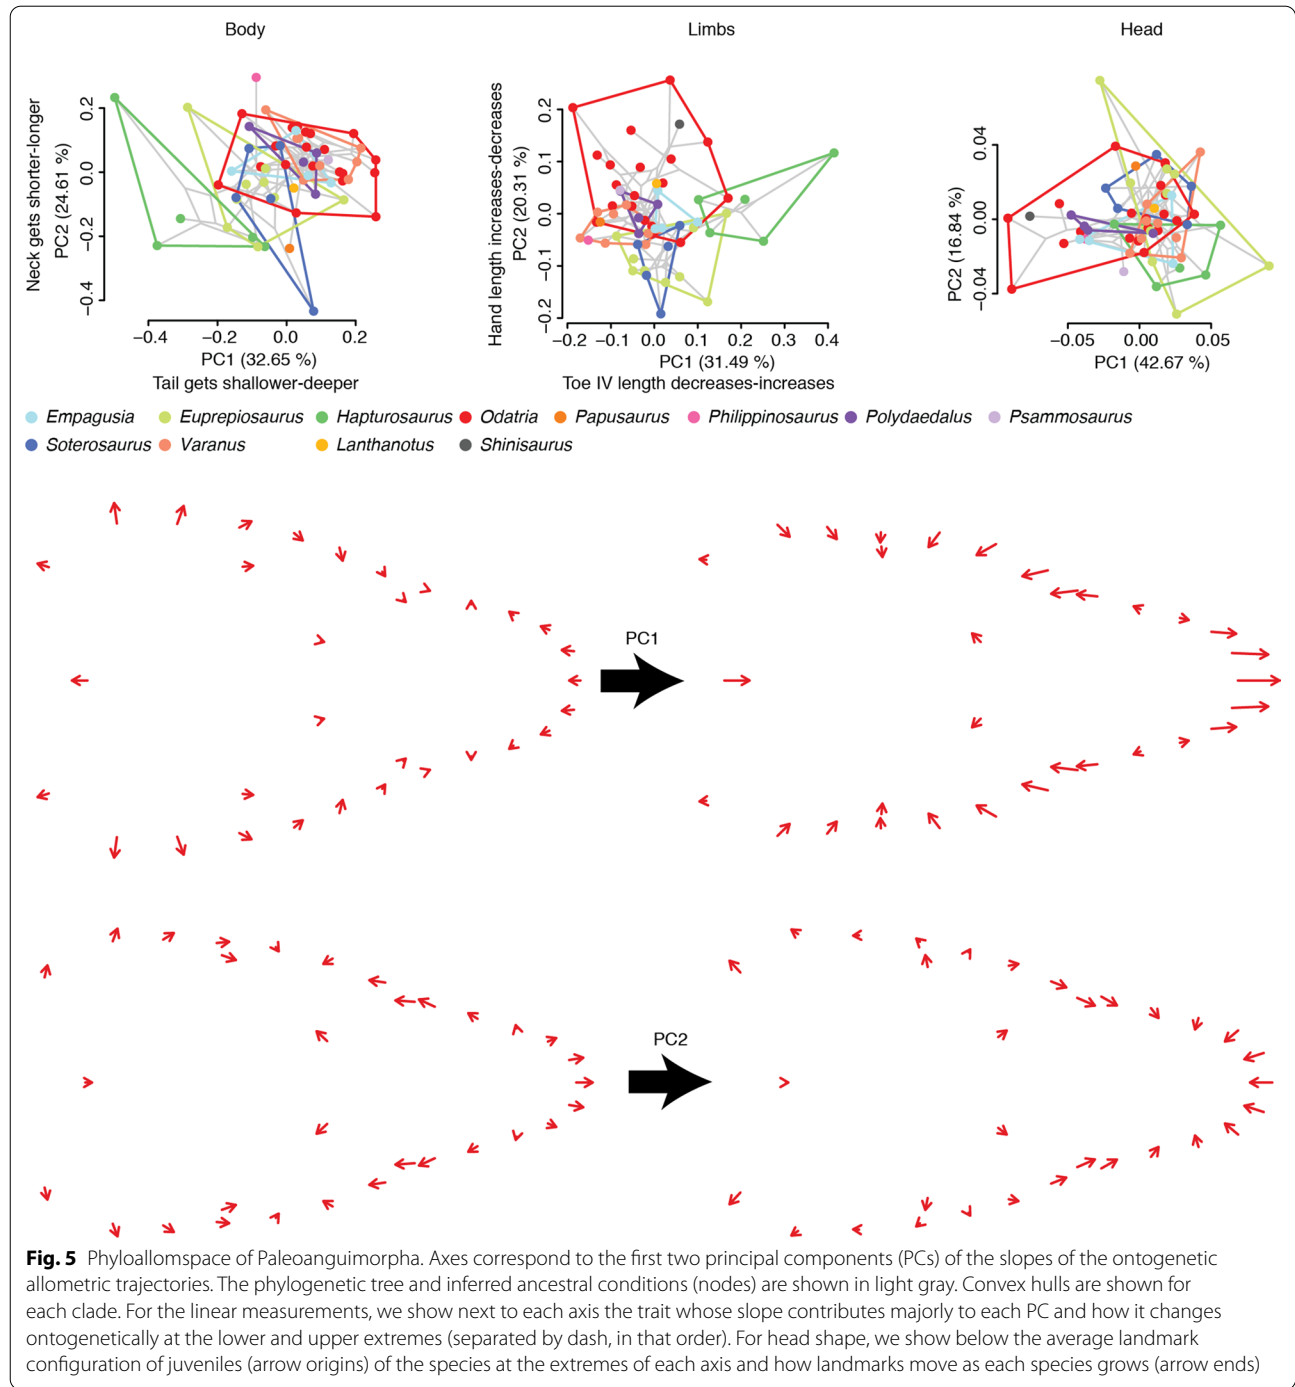 Body
Limbs
Head
Neck gets shorter-longer
PC2 (24.61 %)
0.2
0.0
−0.2
−0.4
−0.4
−0.2
0.0
0.2
PC1 (32.65 %)
Tail gets shallower-deeper
Hand length increases-decreases
PC2 (20.31 %)
0.2
0.1
0.0
−0.1
−0.2
−0.2
−0.1
0.0
0.1
0.2
0.3
0.4
PC1 (31.49 %)
Toe IV length decreases-increases
PC2 (16.84 %)
0.04
0.00
−0.04
−0.05
0.00
0.05
PC1 (42.67 %)
Empagusia Euprepiosaurus Hapturosaurus Odatria Papusaurus Philippinosaurus Polydaedalus Psammosaurus
Soterosaurus Varanus Lanthanotus Shinisaurus
PC1
PC2
Fig. 5 Phyloallomspace of Paleoanguimorpha. Axes correspond to the first two principal components (PCs) of the slopes of the ontogenetic
allometric trajectories. The phylogenetic tree and inferred ancestral conditions (nodes) are shown in light gray. Convex hulls are shown for
each clade. For the linear measurements, we show next to each axis the trait whose slope contributes majorly to each PC and how it changes
ontogenetically at the lower and upper extremes (separated by dash, in that order). For head shape, we show below the average landmark
configuration of juveniles (arrow origins) of the species at the extremes of each axis and how landmarks move as each species grows (arrow ends)